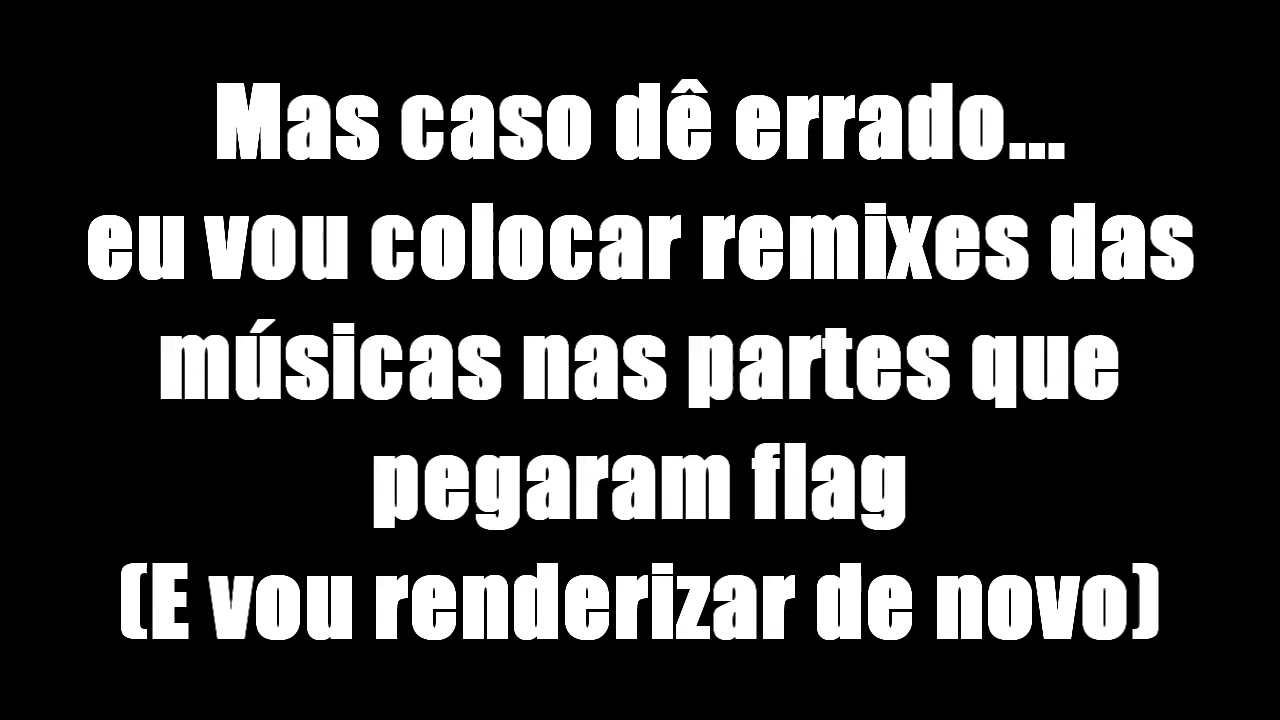 Mas caso dê errado...
eu vou colocar remixes das
músicas nas partes que
pegaram flag
(E vou renderizar de novo)